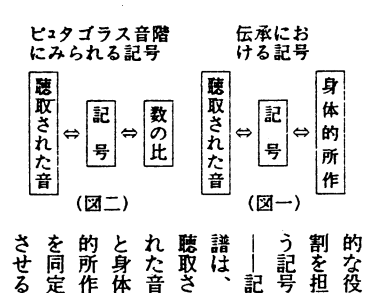 伝承にお
ける記号
身体的所作
⇔
記号
⇔
聴取された音
(図一)
ピュタゴラス音階
にみられる記号
数の比
⇔
記号
⇔
聴取された音
(図二)
的な役
割を担
う記号
——記
譜は、
聴取さ
れた音
と身体
的所作
を同定
させる